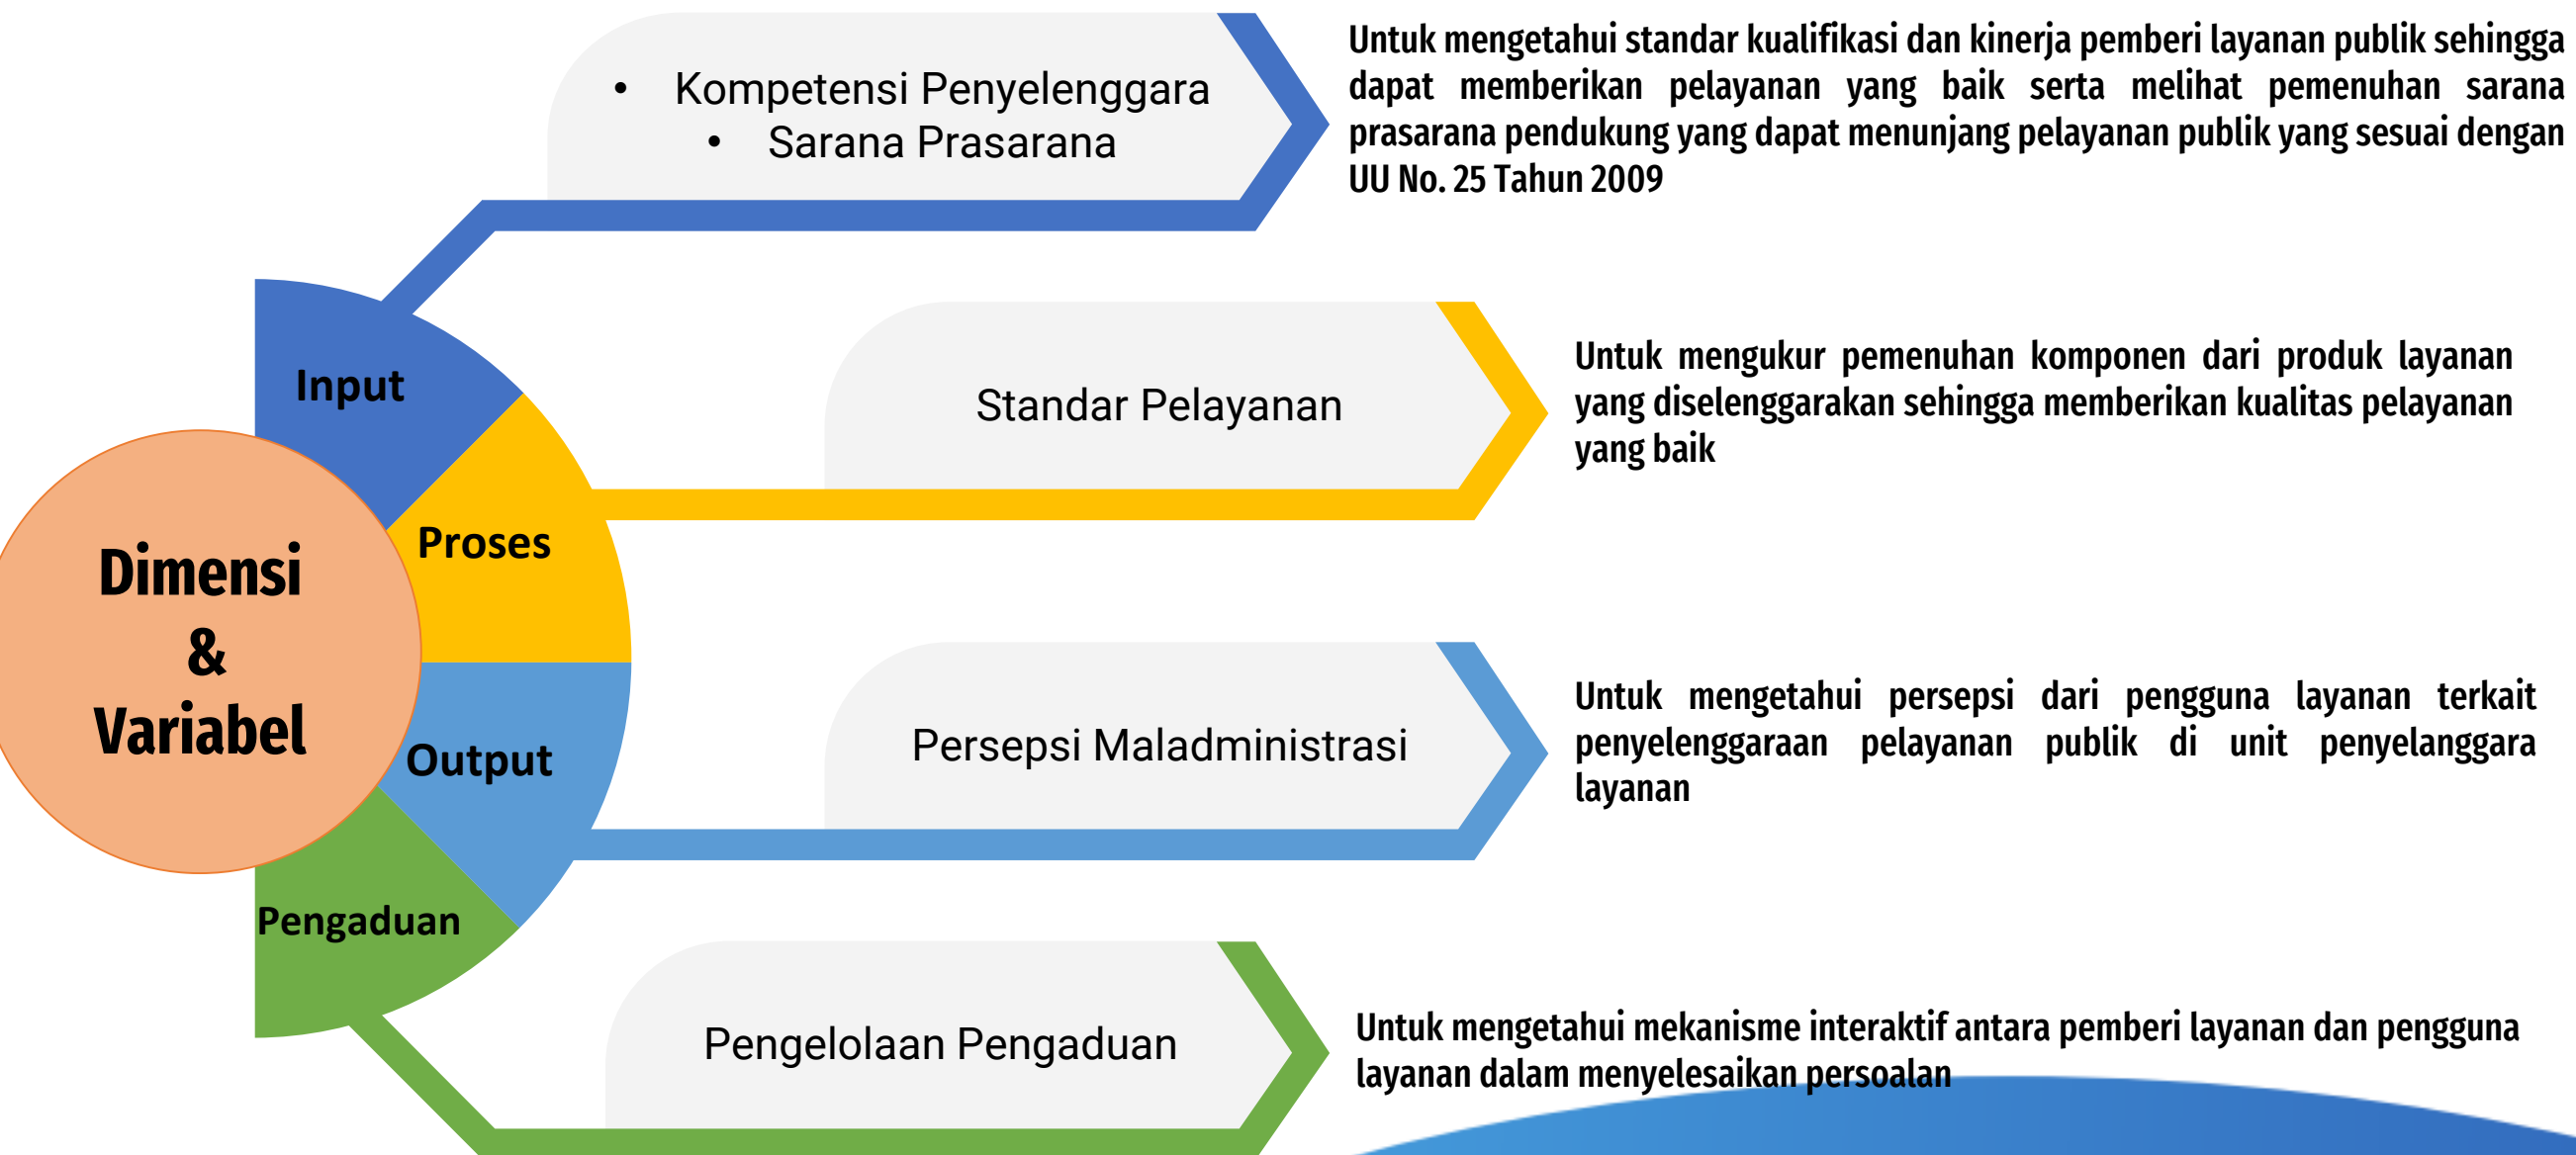 • Kompetensi Penyelenggara
• Sarana Prasarana
Untuk mengetahui standar kualifikasi dan kinerja pemberi layanan publik sehingga
dapat memberikan pelayanan yang baik serta melihat pemenuhan sarana
prasarana pendukung yang dapat menunjang pelayanan publik yang sesuai dengan
UU No. 25 Tahun 2009
Input
Standar Pelayanan
Untuk mengukur pemenuhan komponen dari produk layanan
yang diselenggarakan sehingga memberikan kualitas pelayanan
yang baik
Proses
Dimensi
&
Variabel
Output
Persepsi Maladministrasi
Untuk mengetahui persepsi dari pengguna layanan terkait
penyelenggaraan pelayanan publik di unit penyelanggara
layanan
Pengaduan
Pengelolaan Pengaduan
Untuk mengetahui mekanisme interaktif antara pemberi layanan dan pengguna
layanan dalam menyelesaikan persoalan